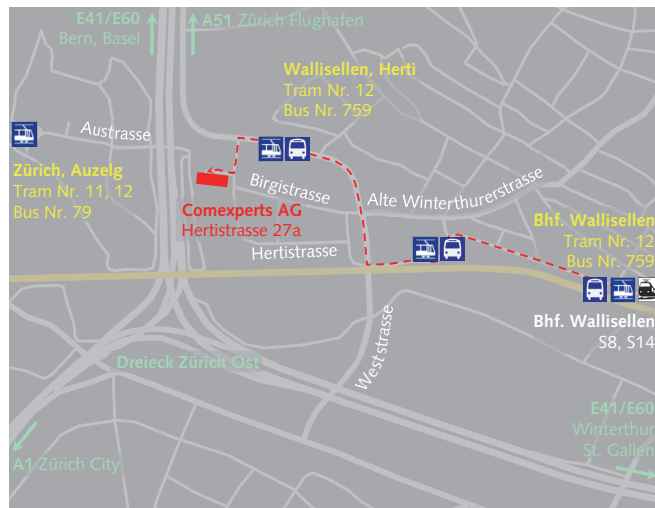 E41/E60
Bern, Basel
A51 Zürich Flughafen
Wallisellen, Herti
Tram Nr. 12
Bus Nr. 759
Austrasse
Zürich, Auzelg
Tram Nr. 11, 12
Bus Nr. 79
Birgistrasse
Alte Winterthurerstrasse
Comexperts AG
Hertistrasse 27a
Hertistrasse
Bhf. Wallisellen
Tram Nr. 12
Bus Nr. 759
Bhf. Wallisellen
S8, S14
Weststrasse
Dreieck Zürich Ost
E41/E60
Winterthur
St. Gallen
A1 Zürich City